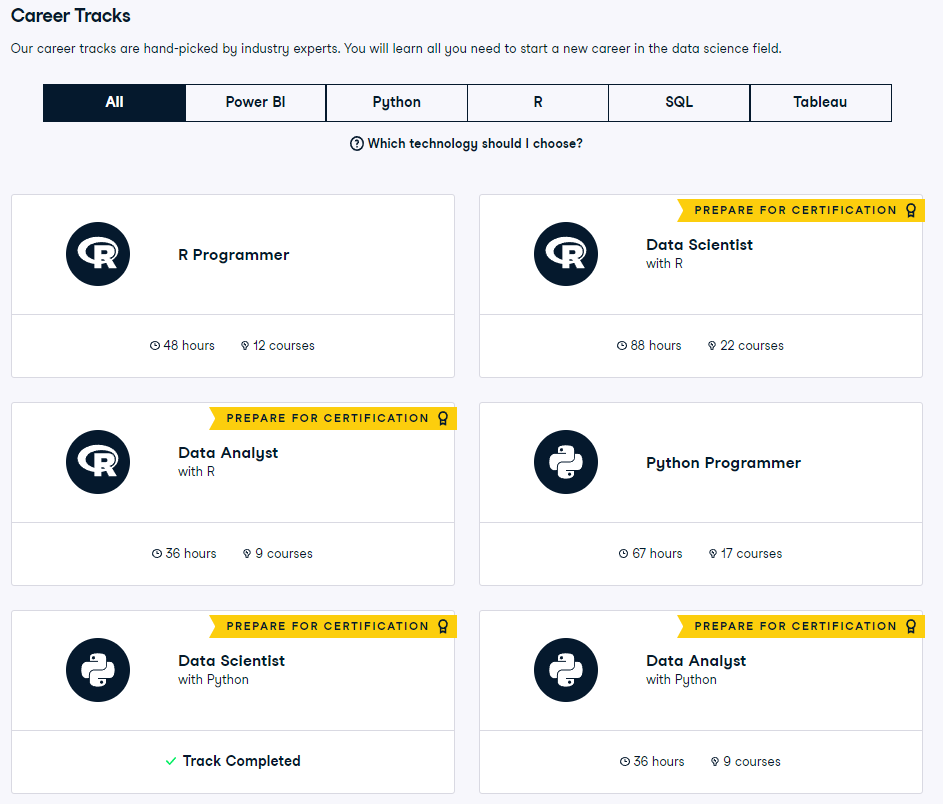 Career Tracks
Our career tracks are hand-picked by industry experts. You will learn all you need to start a new career in the data science field.
All
Power BI
Python
R
SQL
Tableau
Which technology should I choose?
R Programmer
48 hours
12 courses
PREPARE FOR CERTIFICATION
Data Scientist
with R
88 hours
22 courses
PREPARE FOR CERTIFICATION
Data Analyst
with R
36 hours
9 courses
Python Programmer
67 hours
17 courses
PREPARE FOR CERTIFICATION
Data Scientist
with Python
Track Completed
PREPARE FOR CERTIFICATION
Data Analyst
with Python
36 hours
9 courses